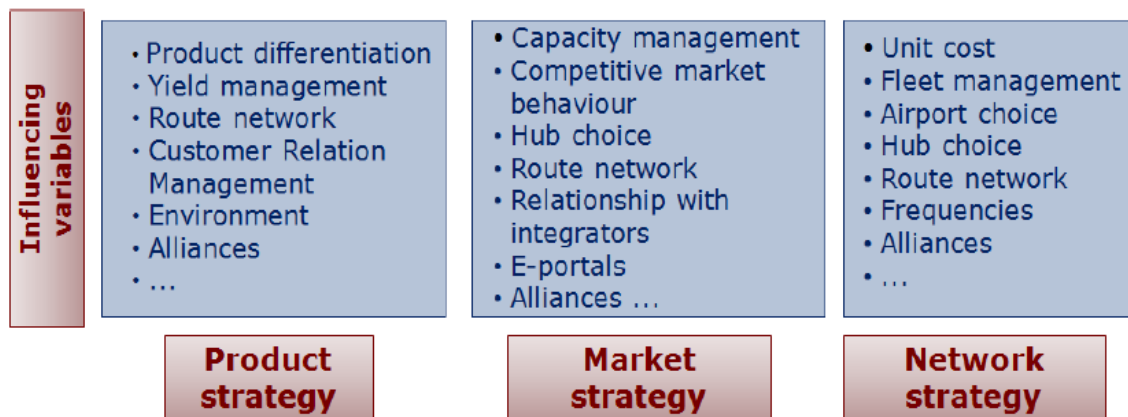 Influencing
variables
• Product differentiation
• Yield management
• Route network
• Customer Relation
Management
• Environment
• Alliances
• ...
• Capacity management
• Competitive market
behaviour
• Hub choice
• Route network
• Relationship with
integrators
• E-portals
• Alliances ...
• Unit cost
• Fleet management
• Airport choice
• Hub choice
• Route network
• Frequencies
• Alliances
• ...
Product
strategy
Market
strategy
Network
strategy